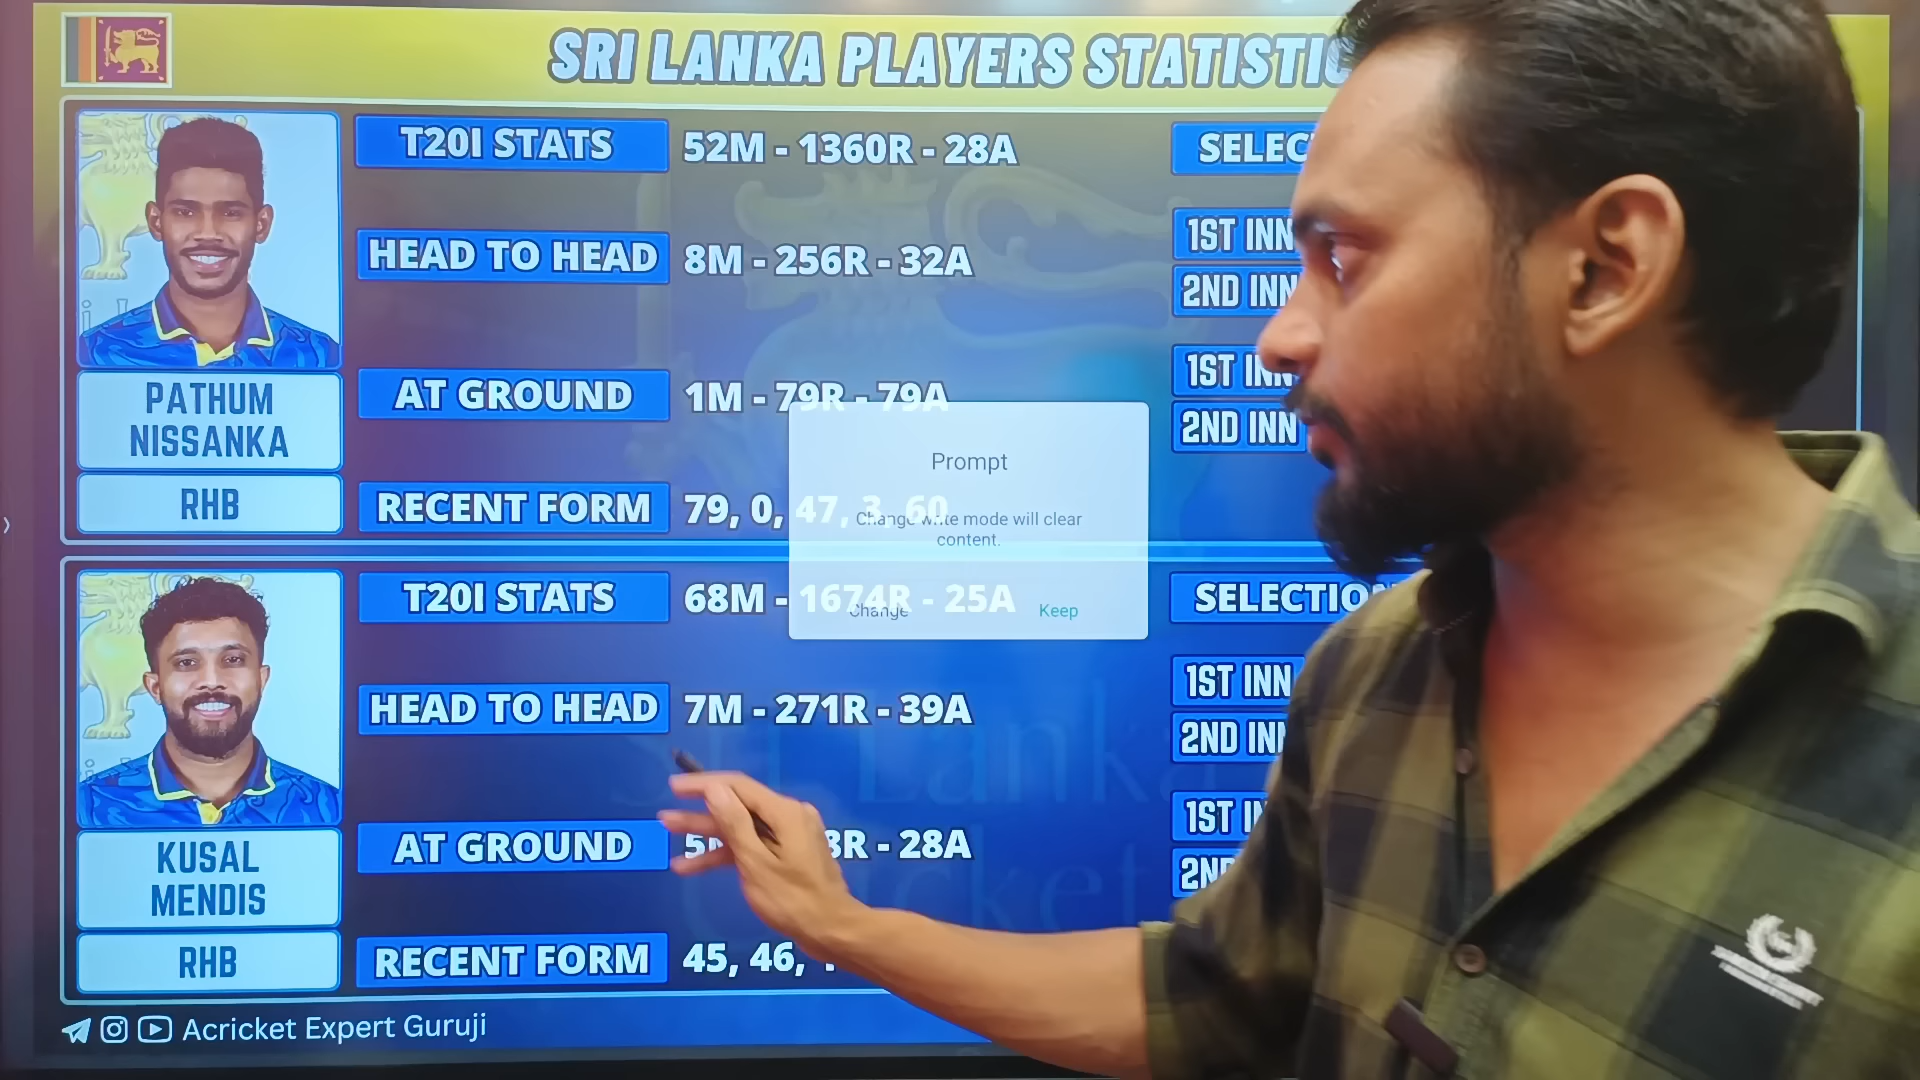 SRI LANKA PLAYERS
T20I STATS
52M - 1360R - 28A
HEAD TO HEAD
8M - 256R - 32A
1ST INN
2ND INN
AT GROUND
1M - 79R - 79A
1ST INN
2ND INN
PATHUM
NISSANKA
RHB
RECENT FORM
79, 0, 47, 3, 60
Prompt
Change write mode will clear
content.
Change
Keep
T20I STATS
68M - 1674R - 25A
HEAD TO HEAD
7M - 271R - 39A
1ST INN
2ND
AT GROUND
28A
1ST
KUSAL
MENDIS
RHB
RECENT FORM
45, 46,
Acricket Expert Guruji